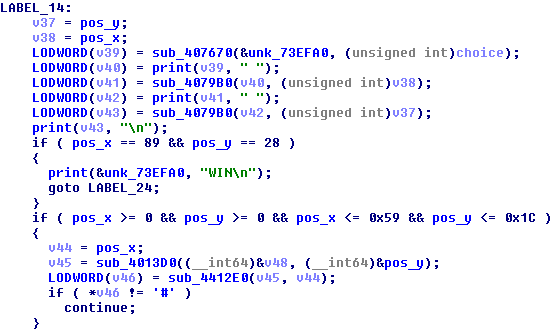 LABEL_14:
v37 = pos_y;
v38 = pos_x;
LODWORD(v39) = sub_407670(&unk_73EFA0, (unsigned int)choice);
LODWORD(v40) = print(v39, " ");
LODWORD(v41) = sub_4079B0(v40, (unsigned int)v38);
LODWORD(v42) = print(v41, " ");
LODWORD(v43) = sub_4079B0(v42, (unsigned int)v37);
print(v43, "\n");
if ( pos_x == 89 && pos_y == 28 )
{
print(&unk_73EFA0, "WIN\n");
goto LABEL_24;
}
if ( pos_x >= 0 && pos_y >= 0 && pos_x <= 0x59 && pos_y <= 0x1C )
{
v44 = pos_x;
v45 = sub_4013D0((__int64)&v48, (__int64)&pos_y);
LODWORD(v46) = sub_4412E0(v45, v44);
if ( *v46 != '#' )
continue;
}